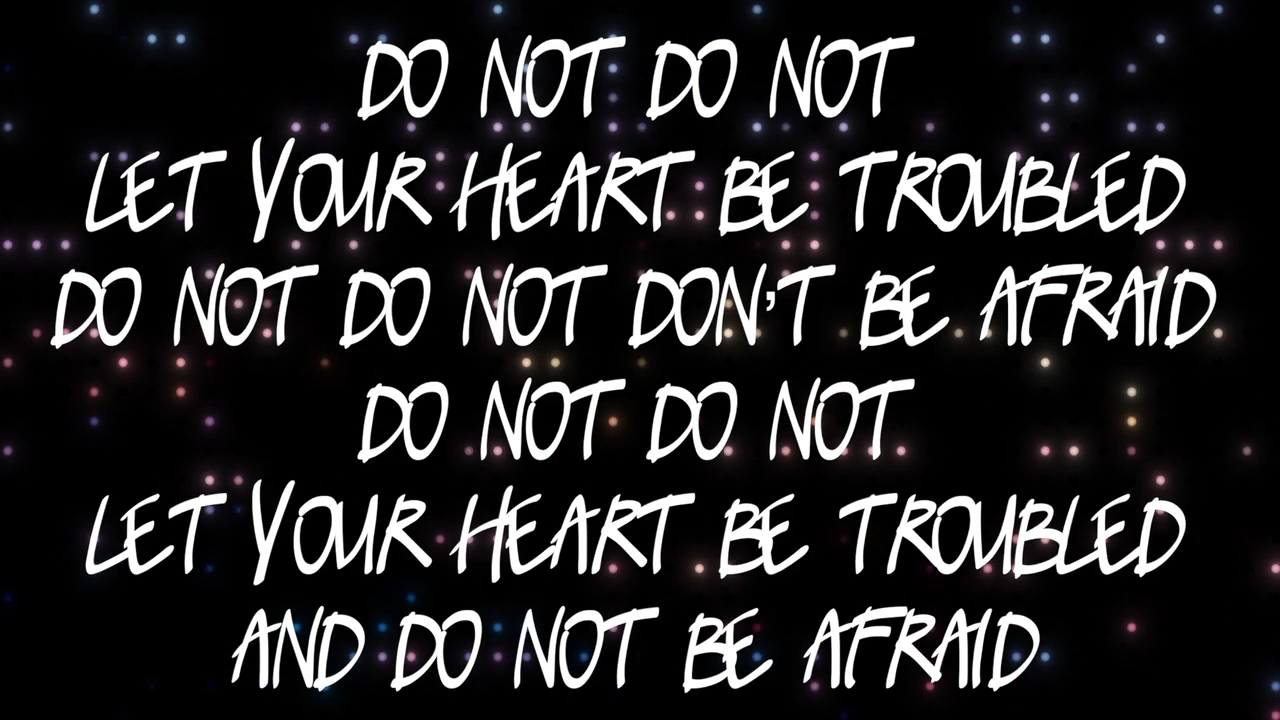 DO NOT DO NOT
LET YOUR HEART BE TROUBLED
DO NOT DO NOT DON'T BE AFRAID
DO NOT DO NOT
LET YOUR HEART BE TROUBLED
AND DO NOT BE AFRAID